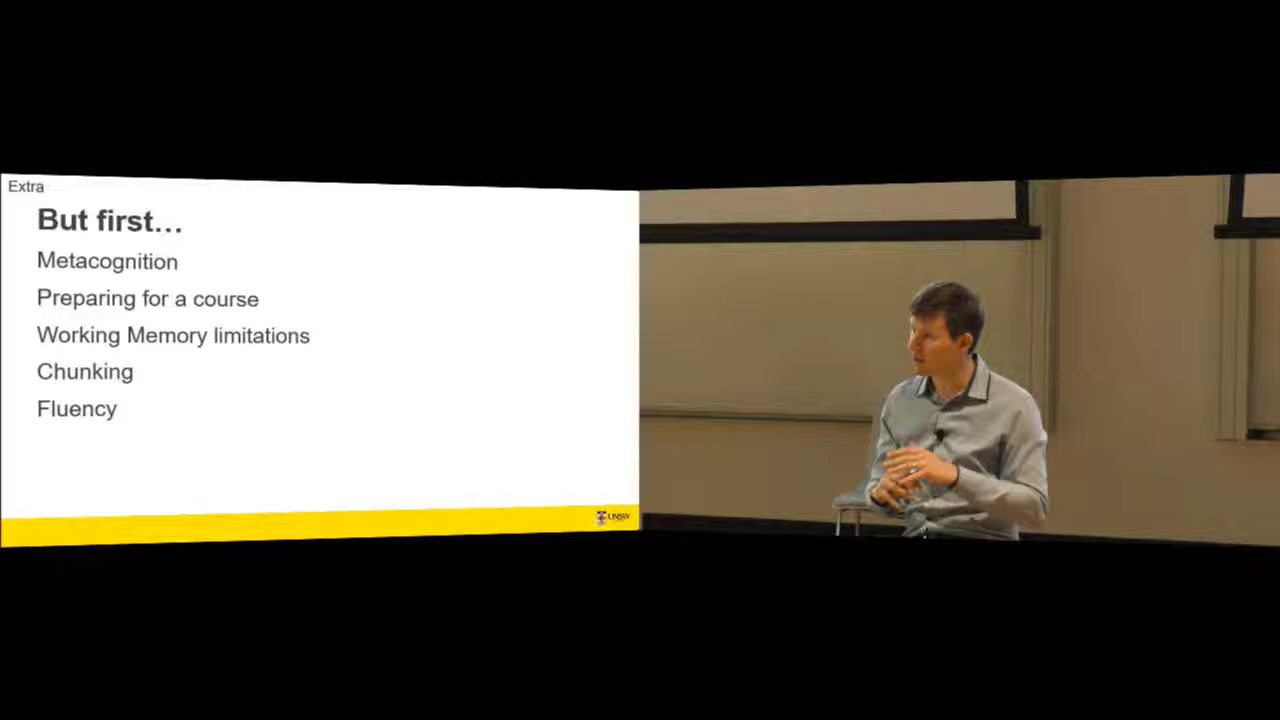 Extra
But first…
Metacognition
Preparing for a course
Working Memory limitations
Chunking
Fluency
UNSW